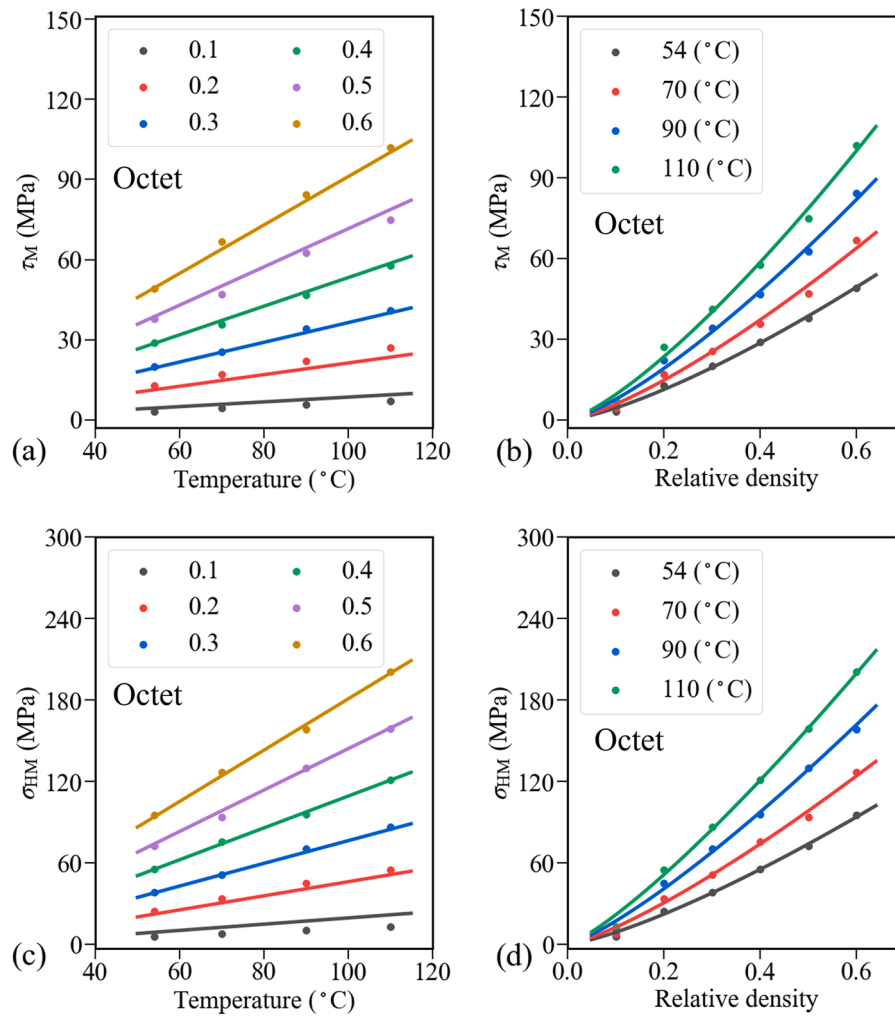 150
120
90
60
30
0
τM (MPa)
0.1 0.4
0.2 0.5
0.3 0.6
Octet
(a)
40 60 80 100 120
Temperature (°C)
150
120
90
60
30
0
τM (MPa)
54 (°C)
70 (°C)
90 (°C)
110 (°C)
Octet
(b)
0.0 0.2 0.4 0.6
Relative density
300
240
180
120
60
0
σHM (MPa)
0.1 0.4
0.2 0.5
0.3 0.6
Octet
(c)
40 60 80 100 120
Temperature (°C)
300
240
180
120
60
0
σHM (MPa)
54 (°C)
70 (°C)
90 (°C)
110 (°C)
Octet
(d)
0.0 0.2 0.4 0.6
Relative density